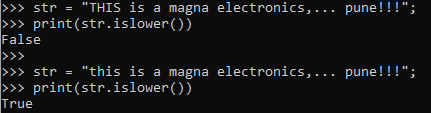 >>> str = "THIS is a magna electronics,... pune!!!";
>>> print(str.islower())
False
>>>
>>> str = "this is a magna electronics,... pune!!!";
>>> print(str.islower())
True